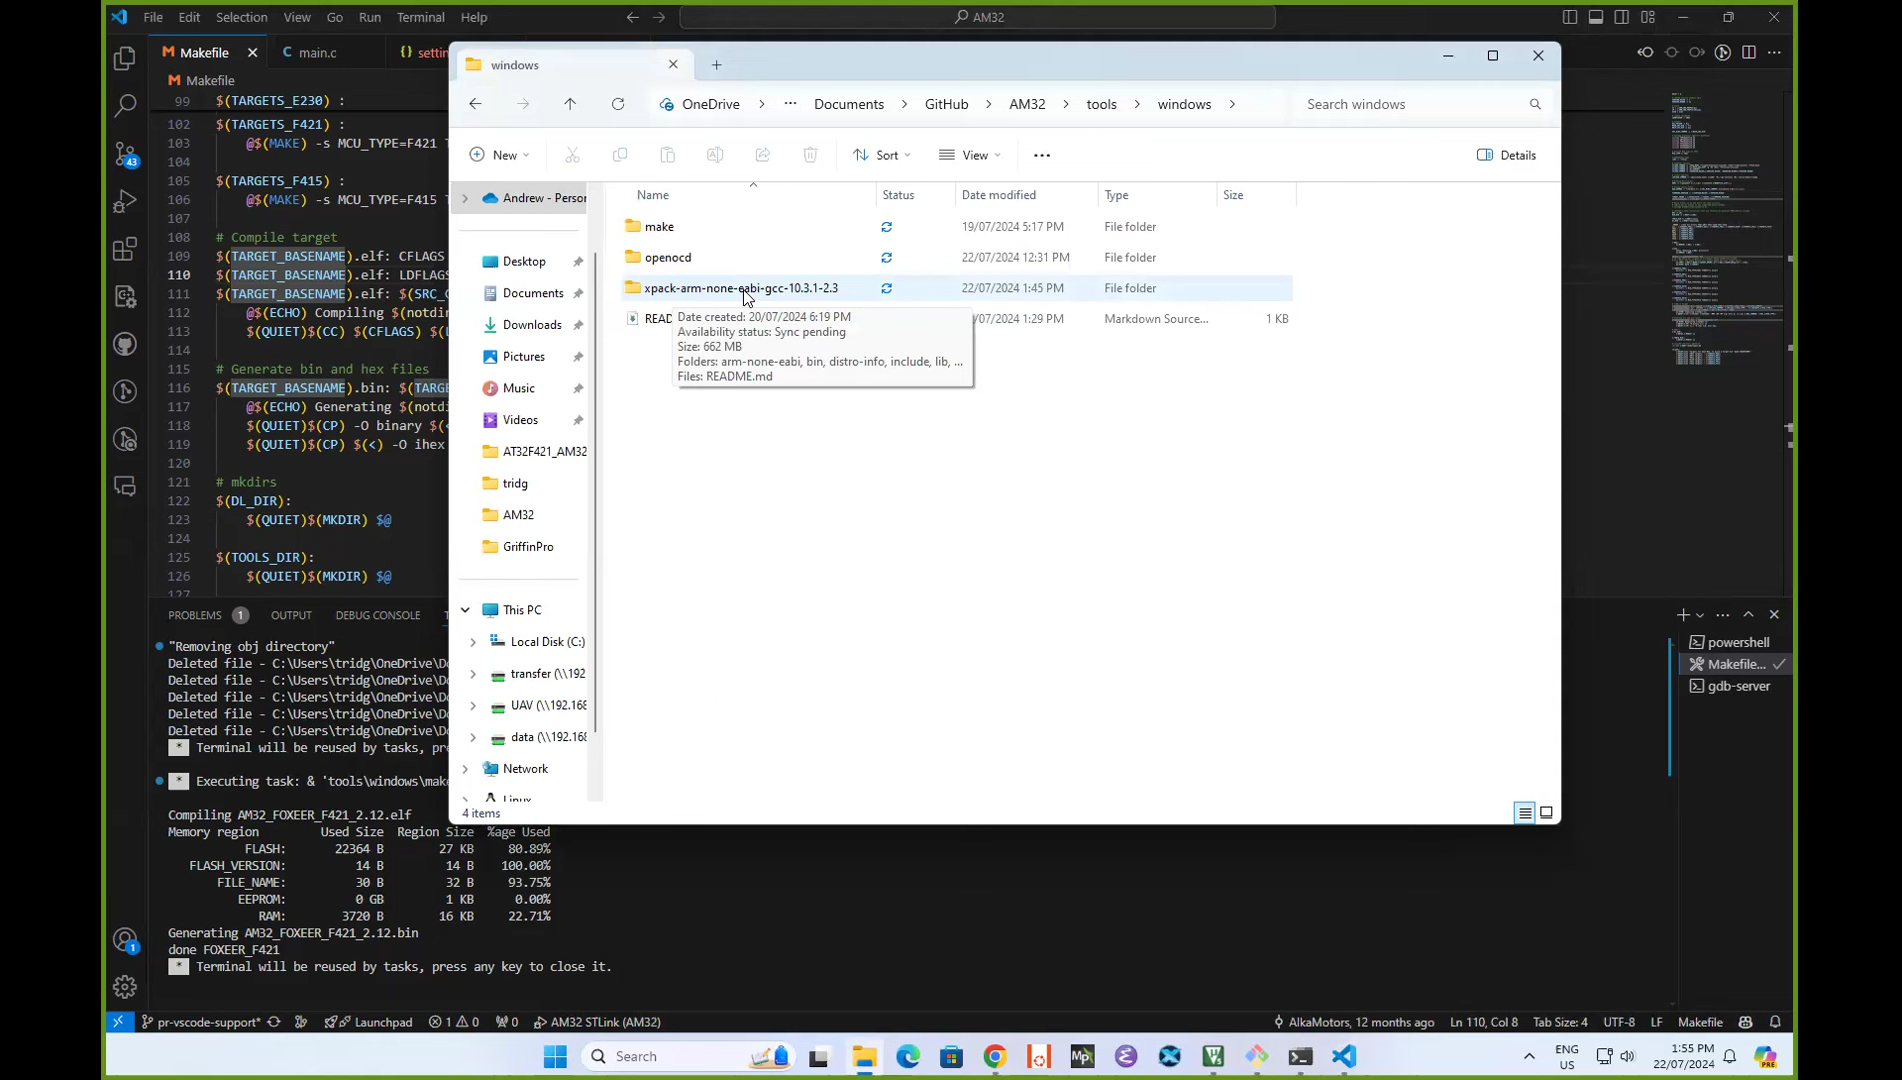 File Edit Selection View Go Run Terminal Help
AM32
Makefile
main.c
{} settin
Makefile
99 $(TARGETS_E230) :
102 $(TARGETS_F421) :
103 @$(MAKE) -s MCU_TYPE=F421 T
104
105 $(TARGETS_F415) :
106 @$(MAKE) -s MCU_TYPE=F415 T
107
108 # Compile target
109 $(TARGET_BASENAME).elf: CFLAGS
110 $(TARGET_BASENAME).elf: LDFLAGS
111 $(TARGET_BASENAME).elf: $(SRC_C
112 @$(ECHO) Compiling $(notdir
113 $(QUIET)$(CC) $(CFLAGS) $(L
114
115 # Generate bin and hex files
116 $(TARGET_BASENAME).bin: $(TARGE
117 @$(ECHO) Generating $(notdi
118 $(QUIET)$(CP) -O binary $(<
119 $(QUIET)$(CP) $(<) -O ihex
120
121 # mkdirs
122 $(DL_DIR):
123 $(QUIET)$(MKDIR) $@
124
125 $(TOOLS_DIR):
126 $(QUIET)$(MKDIR) $@
127
43
1
windows
OneDrive > ... Documents > GitHub > AM32 > tools > windows >
Search windows
New
Sort
View
...
Details
Name Status Date modified Type Size
make 19/07/2024 5:17 PM File folder
openocd 22/07/2024 12:31 PM File folder
xpack-arm-none-eabi-gcc-10.3.1-2.3 22/07/2024 1:45 PM File folder
READ /07/2024 1:29 PM Markdown Source... 1 KB
Date created: 20/07/2024 6:19 PM
Availability status: Sync pending
Size: 662 MB
Folders: arm-none-eabi, bin, distro-info, include, lib, ...
Files: README.md
Andrew - Person
Desktop
Documents
Downloads
Pictures
Music
Videos
AT32F421_AM32
tridg
AM32
GriffinPro
This PC
Local Disk (C:)
transfer (\\192
UAV (\\192.168
data (\\192.168
Network
Linux
4 items
PROBLEMS 1 OUTPUT DEBUG CONSOLE T
"Removing obj directory"
Deleted file - C:\Users\tridg\OneDrive\Do
Deleted file - C:\Users\tridg\OneDrive\Do
Deleted file - C:\Users\tridg\OneDrive\Do
Deleted file - C:\Users\tridg\OneDrive\Do
Deleted file - C:\Users\tridg\OneDrive\Do
* Terminal will be reused by tasks, pre
* Executing task: & 'tools\windows\make
Compiling AM32_FOXEER_F421_2.12.elf
Memory region Used Size Region Size %age Used
FLASH: 22364 B 27 KB 80.89%
FLASH_VERSION: 14 B 14 B 100.00%
FILE_NAME: 30 B 32 B 93.75%
EEPROM: 0 GB 1 KB 0.00%
RAM: 3720 B 16 KB 22.71%
Generating AM32_FOXEER_F421_2.12.bin
done FOXEER_F421
* Terminal will be reused by tasks, press any key to close it.
powershell
Makefile...
gdb-server
pr-vscode-support* Launchpad 1 0 0 AM32 STLink (AM32) AlkaMotors, 12 months ago Ln 110, Col 8 Tab Size: 4 UTF-8 LF Makefile
Search
Mp
ENG
US
1:55 PM
22/07/2024
PRE